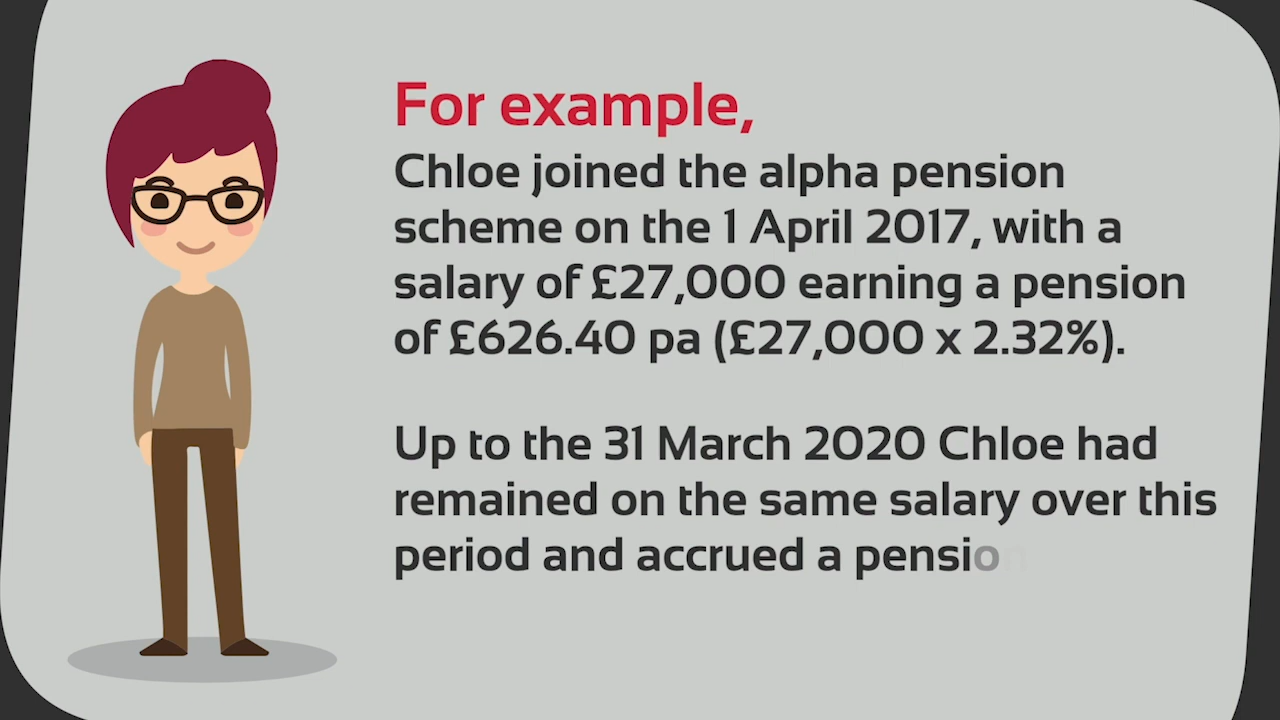 For example,
Chloe joined the alpha pension
scheme on the 1 April 2017, with a
salary of £27,000 earning a pension
of £626.40 pa (£27,000 x 2.32%).
Up to the 31 March 2020 Chloe had
remained on the same salary over this
period and accrued a pension